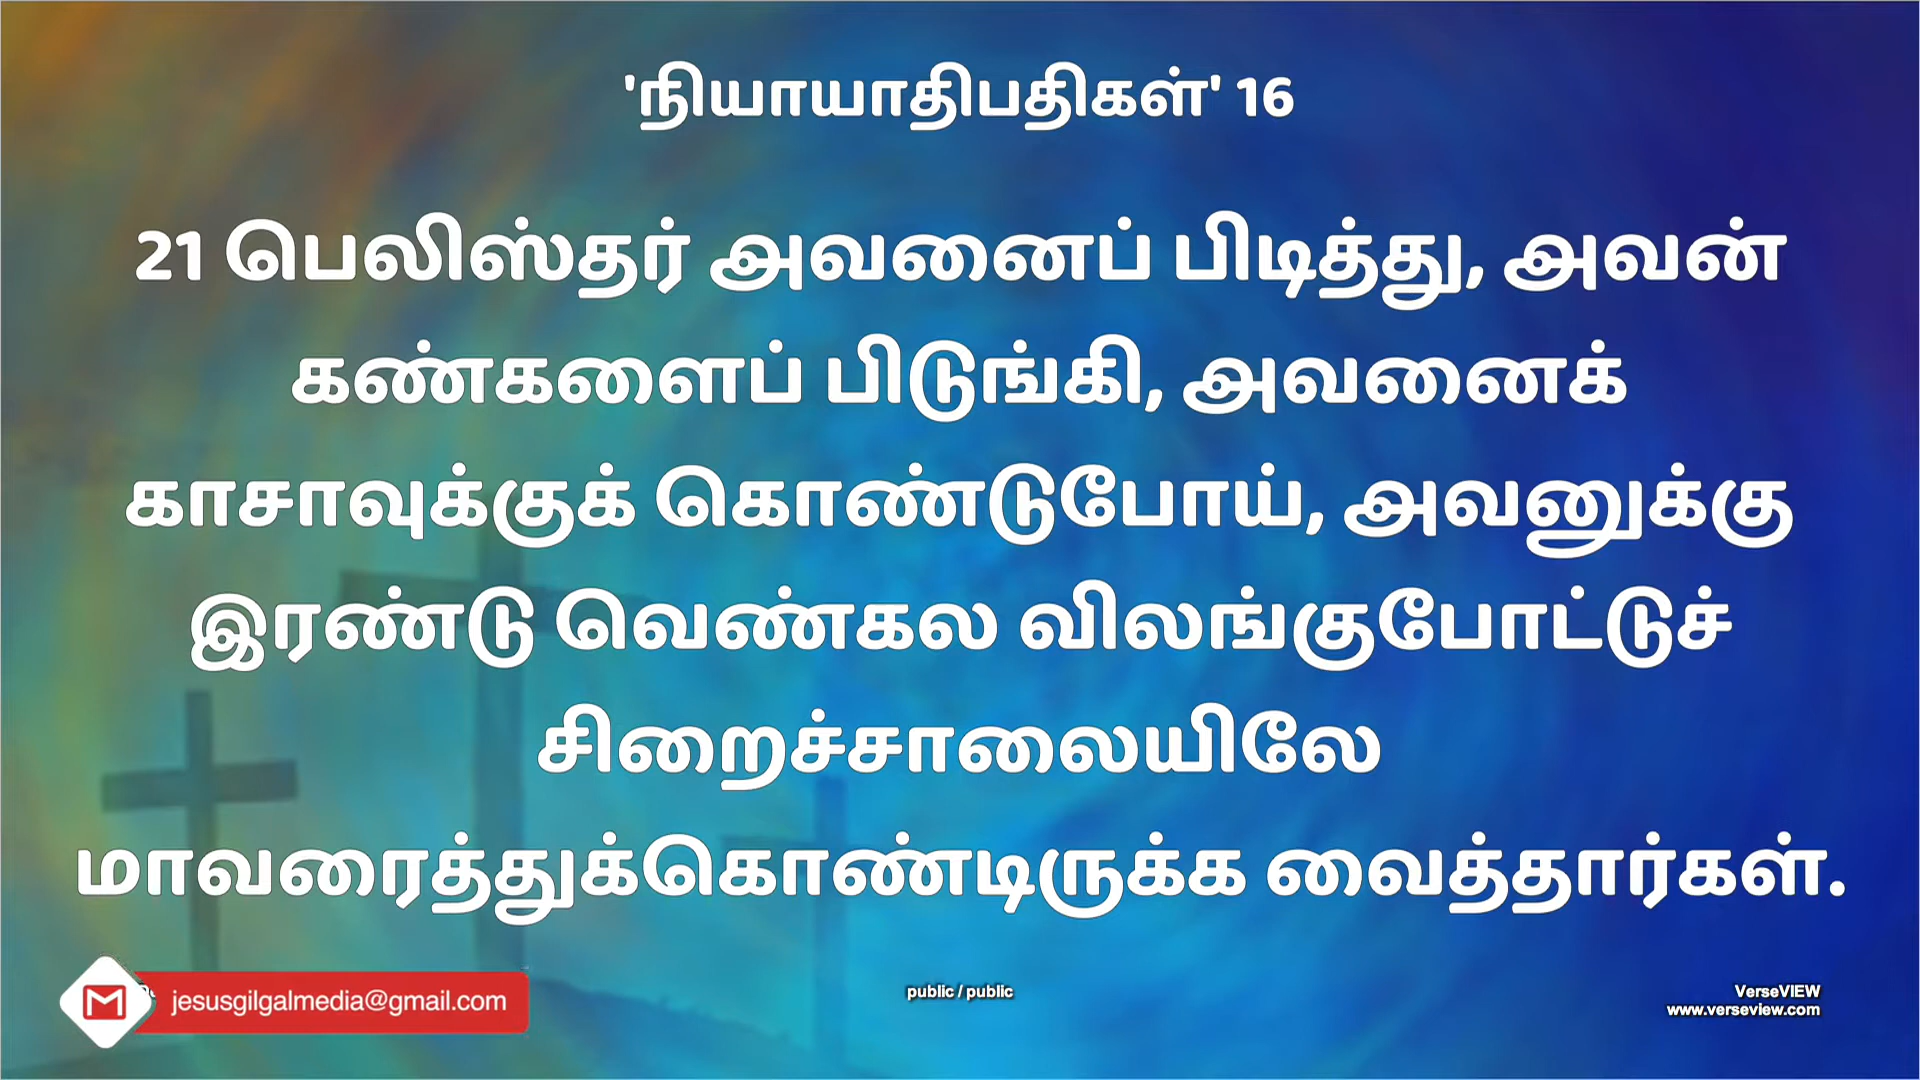 'நியாயாதிபதிகள்' 16
21 பெலிஸ்தர் அவனைப் பிடித்து, அவன்
கண்களைப் பிடுங்கி, அவனைக்
காசாவுக்குக் கொண்டுபோய், அவனுக்கு
இரண்டு வெண்கல விலங்குபோட்டுச்
சிறைச்சாலையிலே
மாவரைத்துக்கொண்டிருக்க வைத்தார்கள்.
jesusgilgalmedia@gmail.com
public / public
VerseVIEW
www.verseview.com